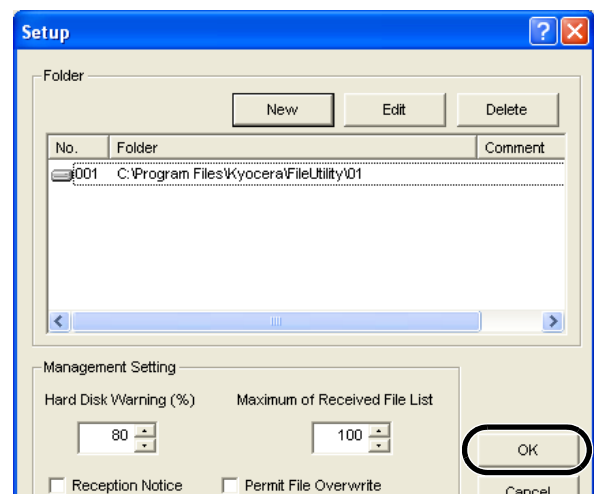 Setup
Folder
New Edit Delete
No. Folder Comment
001 C:\Program Files\Kyocera\FileUtility\01
Management Setting
Hard Disk Warning (%) Maximum of Received File List
80 100
OK
Reception Notice Permit File Overwrite
Cancel